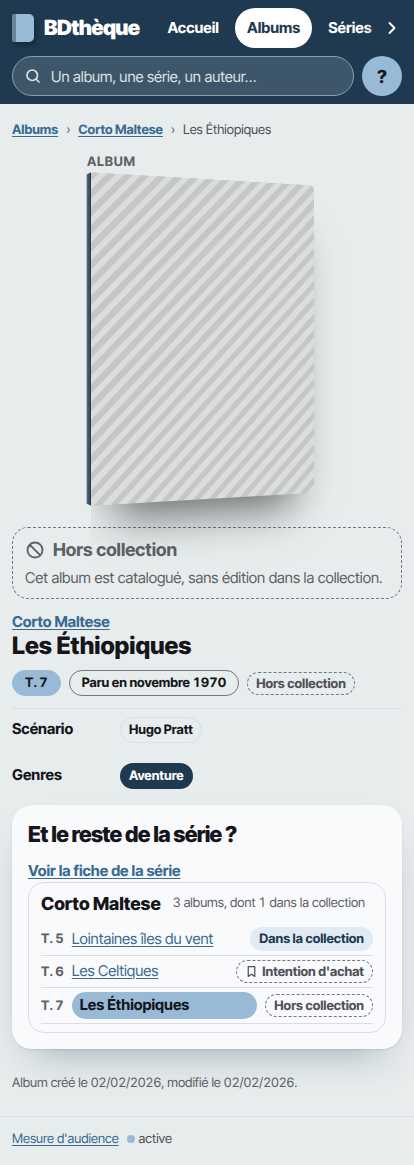 BDthèque Accueil Albums Séries
Un album, une série, un auteur... ?
Albums › Corto Maltese › Les Éthiopiques
ALBUM
Hors collection
Cet album est catalogué, sans édition dans la collection.
Corto Maltese
Les Éthiopiques
T. 7 Paru en novembre 1970 Hors collection
Scénario Hugo Pratt
Genres Aventure
Et le reste de la série ?
Voir la fiche de la série
Corto Maltese 3 albums, dont 1 dans la collection
T. 5 Lointaines îles du vent Dans la collection
T. 6 Les Celtiques Intention d'achat
T. 7 Les Éthiopiques Hors collection
Album créé le 02/02/2026, modifié le 02/02/2026.
Mesure d'audience active